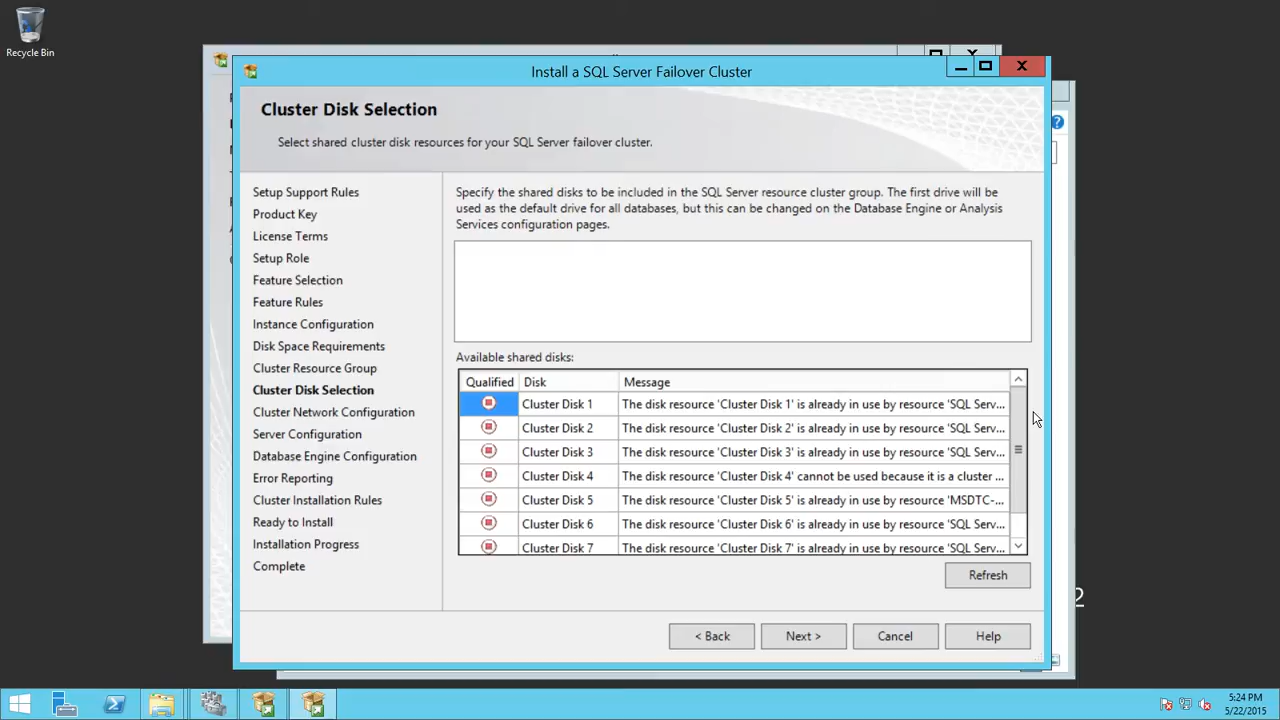 Recycle Bin
Install a SQL Server Failover Cluster
Cluster Disk Selection
Select shared cluster disk resources for your SQL Server failover cluster.
Setup Support Rules
Product Key
License Terms
Setup Role
Feature Selection
Feature Rules
Instance Configuration
Disk Space Requirements
Cluster Resource Group
Cluster Disk Selection
Cluster Network Configuration
Server Configuration
Database Engine Configuration
Error Reporting
Cluster Installation Rules
Ready to Install
Installation Progress
Complete
Specify the shared disks to be included in the SQL Server resource cluster group. The first drive will be
used as the default drive for all databases, but this can be changed on the Database Engine or Analysis
Services configuration pages.
Available shared disks:
Qualified Disk Message
Cluster Disk 1 The disk resource 'Cluster Disk 1' is already in use by resource 'SQL Serv...
Cluster Disk 2 The disk resource 'Cluster Disk 2' is already in use by resource 'SQL Serv...
Cluster Disk 3 The disk resource 'Cluster Disk 3' is already in use by resource 'SQL Serv...
Cluster Disk 4 The disk resource 'Cluster Disk 4' cannot be used because it is a cluster ...
Cluster Disk 5 The disk resource 'Cluster Disk 5' is already in use by resource 'MSDTC-...
Cluster Disk 6 The disk resource 'Cluster Disk 6' is already in use by resource 'SQL Serv...
Cluster Disk 7 The disk resource 'Cluster Disk 7' is already in use by resource 'SQL Serv...
Refresh
2
< Back Next > Cancel Help
5:24 PM
5/22/2015